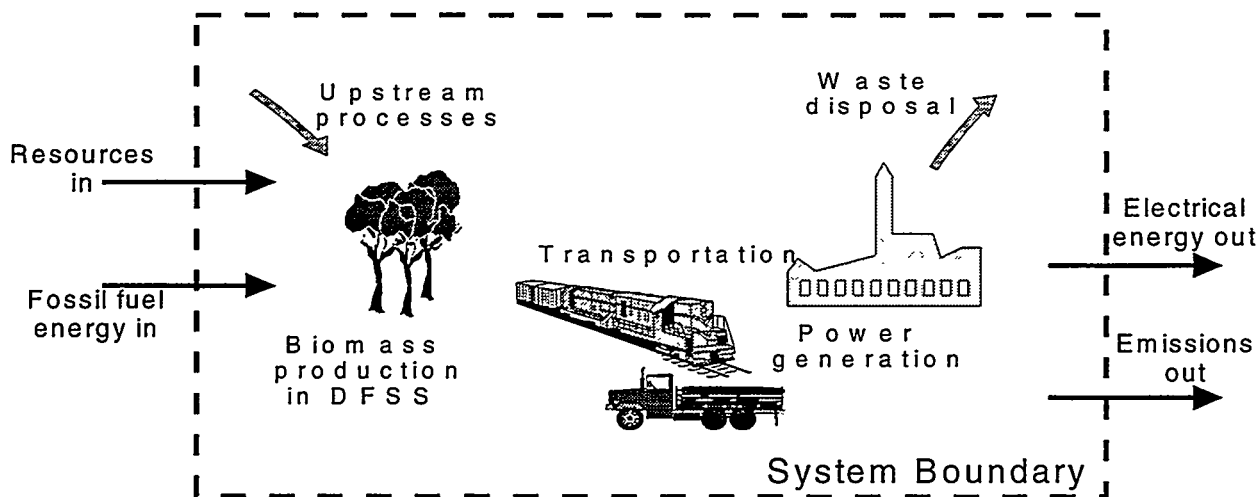 Upstream
processes
Waste
disposal
Resources
in
Electrical
energy out
Transportation
Fossil fuel
energy in
Biomass
production
in DFSS
Power
generation
Emissions
out
System Boundary